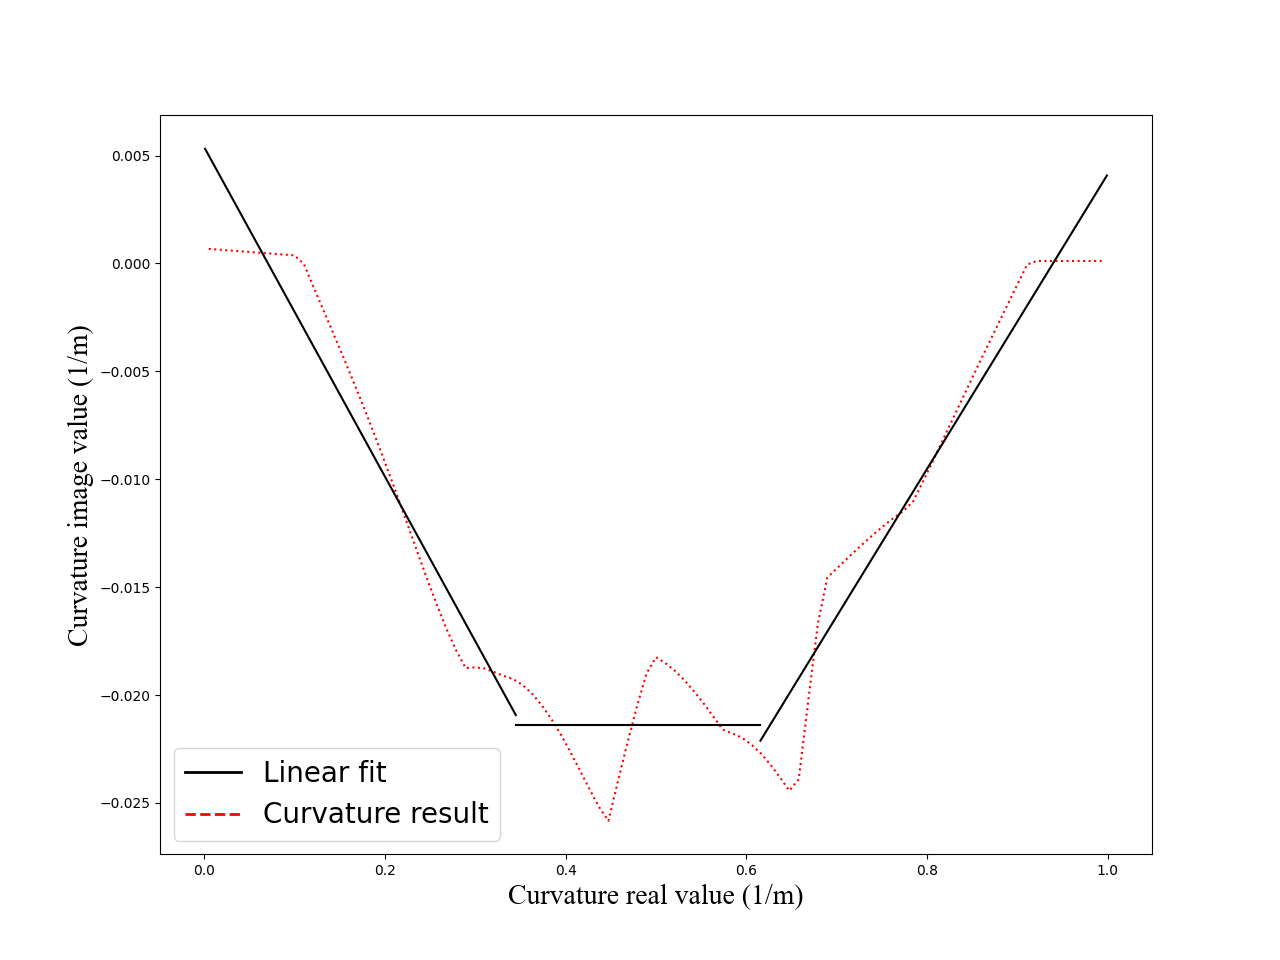 0.005
0.000
−0.005
−0.010
−0.015
−0.020
−0.025
Curvature image value (1/m)
Linear fit
Curvature result
0.0 0.2 0.4 0.6 0.8 1.0
Curvature real value (1/m)